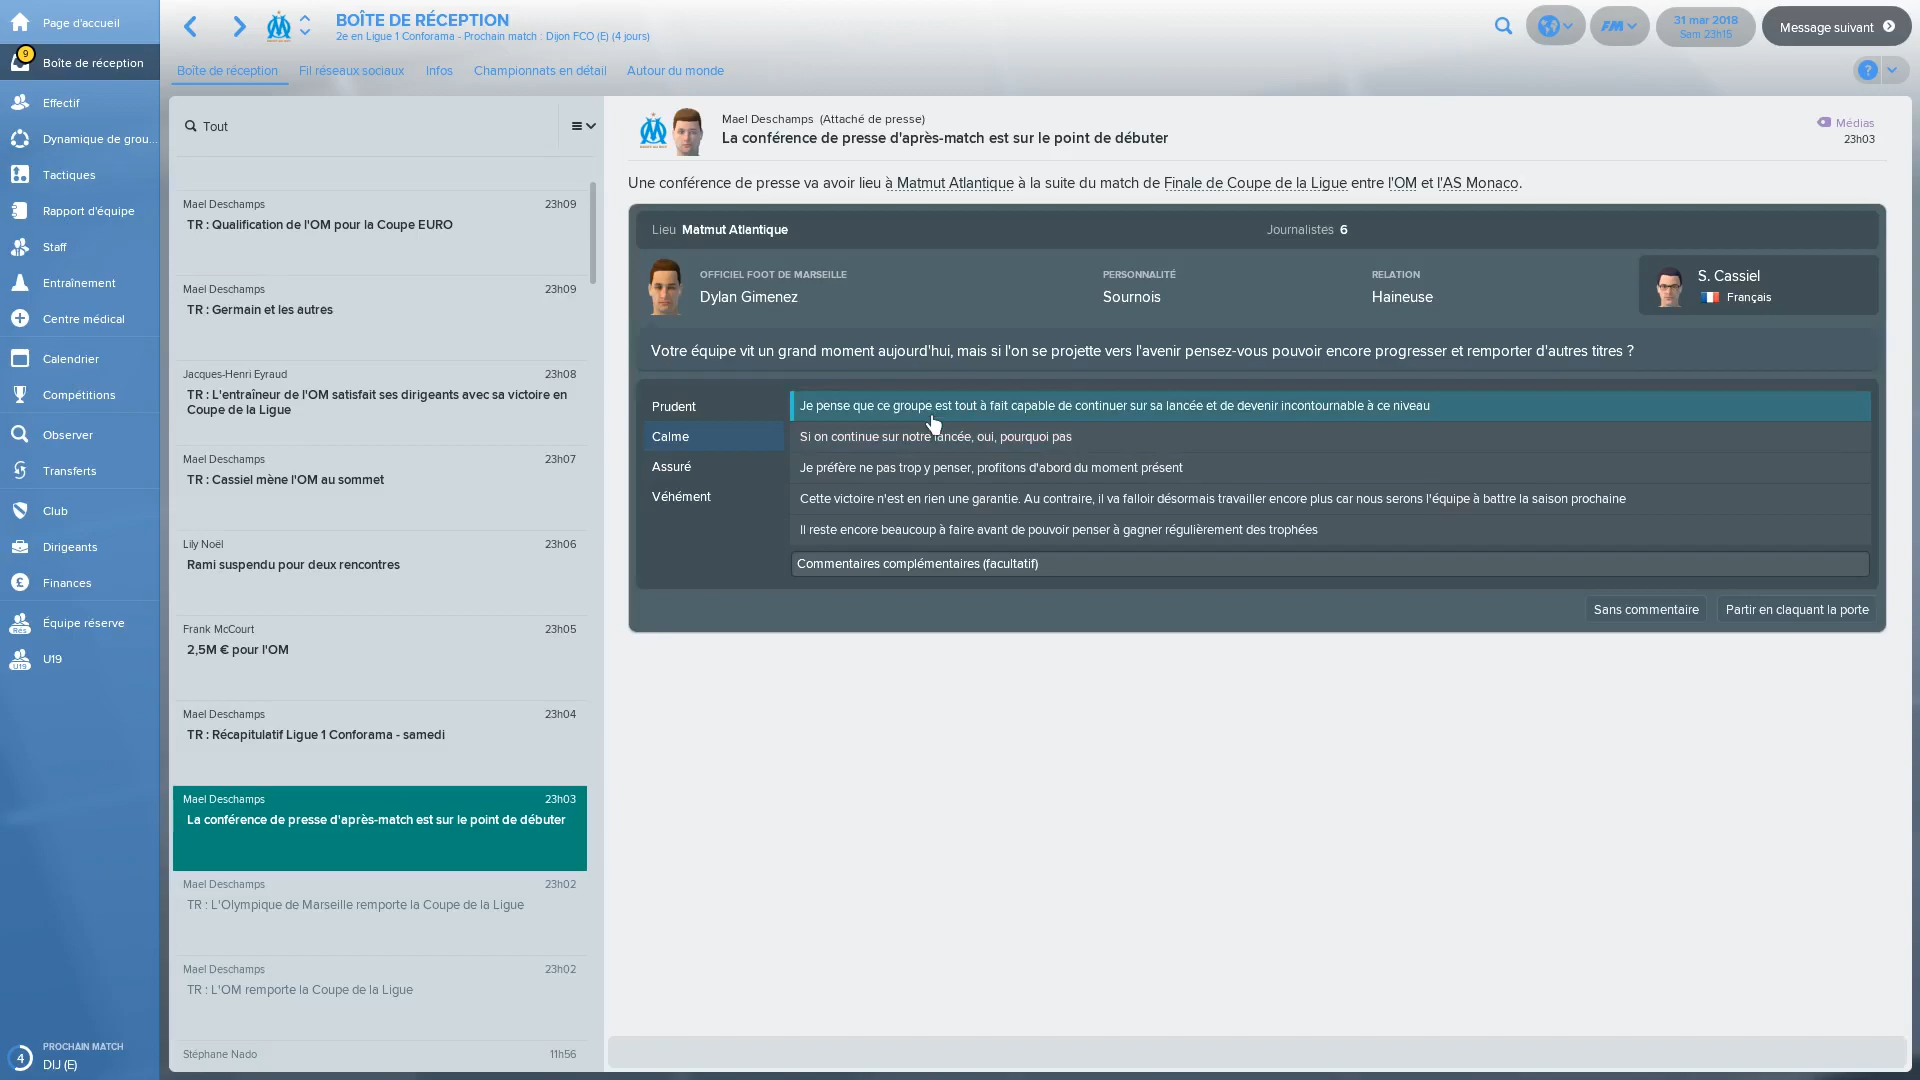 Page d'accueil
9
Boîte de réception
Effectif
Dynamique de grou...
Tactiques
Rapport d'équipe
Staff
Entraînement
Centre médical
Calendrier
Compétitions
Observer
Transferts
Club
Dirigeants
Finances
Rés
Équipe réserve
U19
U19
4
PROCHAIN MATCH
DIJ (E)
BOÎTE DE RÉCEPTION
2e en Ligue 1 Conforama - Prochain match : Dijon FCO (E) (4 jours)
FM
31 mar 2018
Sam 23h15
Message suivant
Boîte de réception
Fil réseaux sociaux
Infos
Championnats en détail
Autour du monde
?
Tout
Mael Deschamps 23h09
TR : Qualification de l'OM pour la Coupe EURO
Mael Deschamps 23h09
TR : Germain et les autres
Jacques-Henri Eyraud 23h08
TR : L'entraîneur de l'OM satisfait ses dirigeants avec sa victoire en
Coupe de la Ligue
Mael Deschamps 23h07
TR : Cassiel mène l'OM au sommet
Lily Noël 23h06
Rami suspendu pour deux rencontres
Frank McCourt 23h05
2,5M € pour l'OM
Mael Deschamps 23h04
TR : Récapitulatif Ligue 1 Conforama - samedi
Mael Deschamps 23h03
La conférence de presse d'après-match est sur le point de débuter
Mael Deschamps 23h02
TR : L'Olympique de Marseille remporte la Coupe de la Ligue
Mael Deschamps 23h02
TR : L'OM remporte la Coupe de la Ligue
Stéphane Nado 11h56
Mael Deschamps (Attaché de presse)
La conférence de presse d'après-match est sur le point de débuter
Médias
23h03
Une conférence de presse va avoir lieu à Matmut Atlantique à la suite du match de Finale de Coupe de la Ligue entre l'OM et l'AS Monaco.
Lieu Matmut Atlantique
Journalistes 6
OFFICIEL FOOT DE MARSEILLE
Dylan Gimenez
PERSONNALITÉ
Sournois
RELATION
Haineuse
S. Cassiel
Français
Votre équipe vit un grand moment aujourd'hui, mais si l'on se projette vers l'avenir pensez-vous pouvoir encore progresser et remporter d'autres titres ?
Prudent
Calme
Assuré
Véhément
Je pense que ce groupe est tout à fait capable de continuer sur sa lancée et de devenir incontournable à ce niveau
Si on continue sur notre lancée, oui, pourquoi pas
Je préfère ne pas trop y penser, profitons d'abord du moment présent
Cette victoire n'est en rien une garantie. Au contraire, il va falloir désormais travailler encore plus car nous serons l'équipe à battre la saison prochaine
Il reste encore beaucoup à faire avant de pouvoir penser à gagner régulièrement des trophées
Commentaires complémentaires (facultatif)
Sans commentaire
Partir en claquant la porte